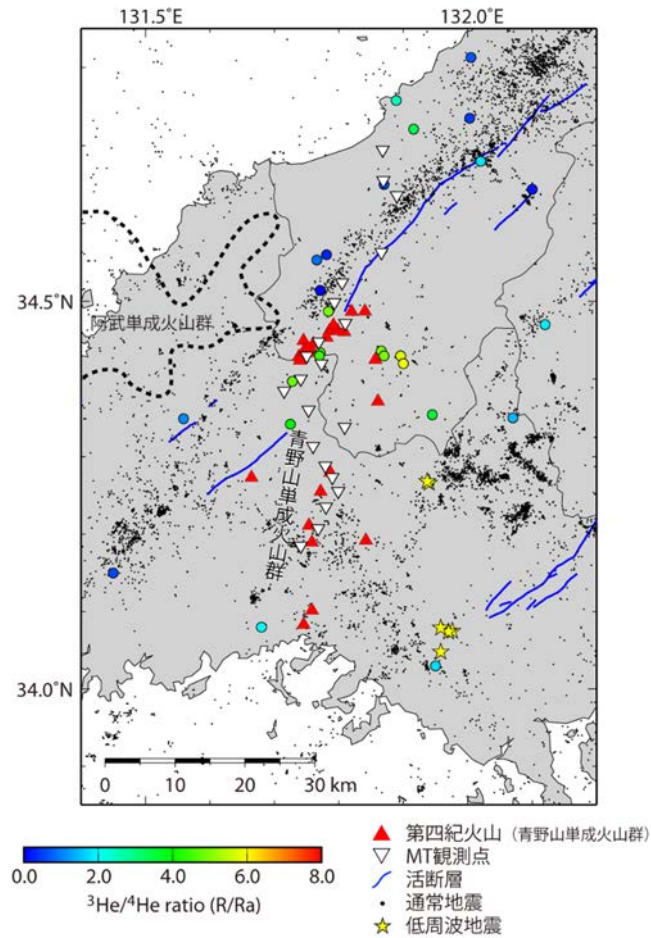 131.5˚E
132.0˚E
34.5˚N
阿武単成火山群
青野山単成火山群
34.0˚N
0 10 20 30 km
0.0 2.0 4.0 6.0 8.0
³He/⁴He ratio (R/Ra)
第四紀火山（青野山単成火山群）
MT観測点
活断層
通常地震
低周波地震